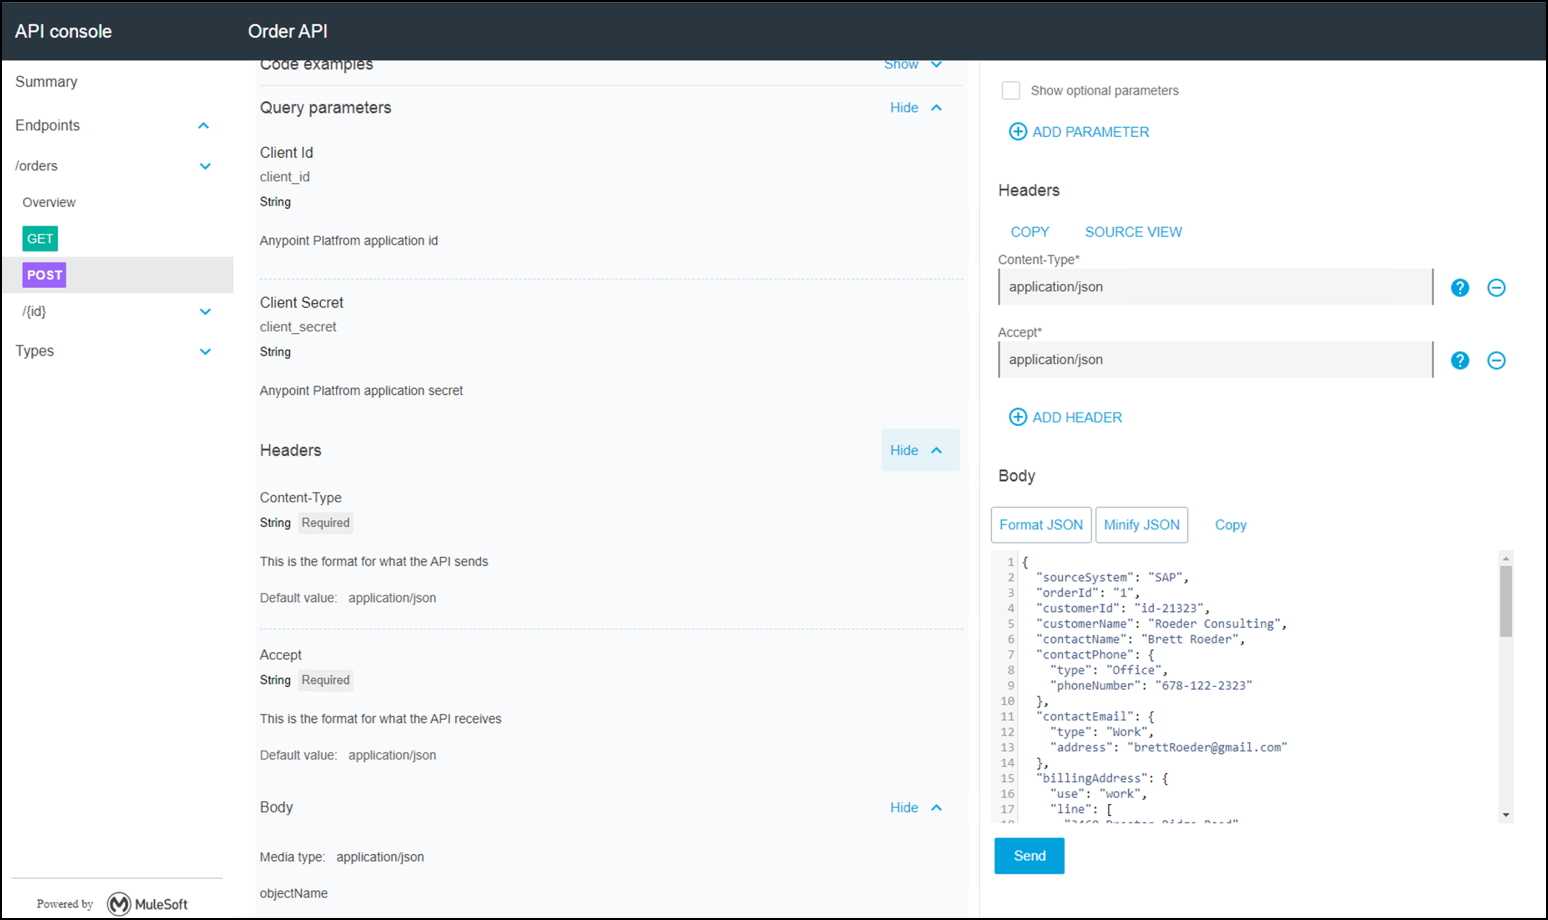 API console
Order API
Summary
Endpoints
/orders
Overview
GET
POST
/{id}
Types
Powered by MuleSoft
Code examples
Show
Query parameters
Hide
Client Id
client_id
String
Anypoint Platfrom application id
Client Secret
client_secret
String
Anypoint Platfrom application secret
Headers
Hide
Content-Type
String Required
This is the format for what the API sends
Default value: application/json
Accept
String Required
This is the format for what the API receives
Default value: application/json
Body
Hide
Media type: application/json
objectName
Show optional parameters
ADD PARAMETER
Headers
COPY SOURCE VIEW
Content-Type*
application/json
?
Accept*
application/json
?
ADD HEADER
Body
Format JSON Minify JSON Copy
1 {
2 "sourceSystem": "SAP",
3 "orderId": "1",
4 "customerId": "id-21323",
5 "customerName": "Roeder Consulting",
6 "contactName": "Brett Roeder",
7 "contactPhone": {
8 "type": "Office",
9 "phoneNumber": "678-122-2323"
10 },
11 "contactEmail": {
12 "type": "Work",
13 "address": "brettRoeder@gmail.com"
14 },
15 "billingAddress": {
16 "use": "work",
17 "line": [
Send